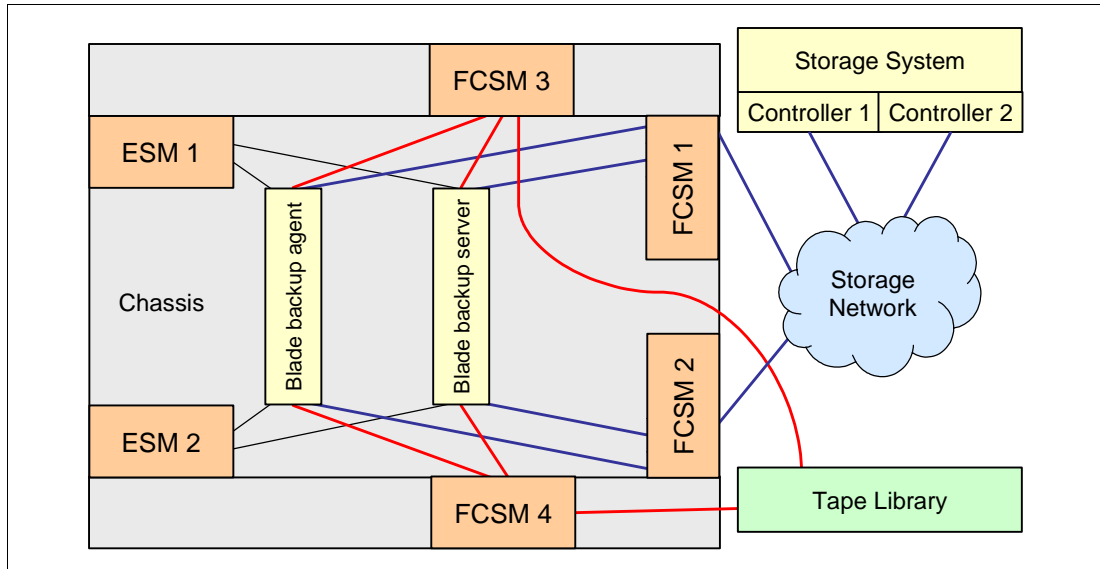 FCSM 3
Storage System
Controller 1
Controller 2
ESM 1
FCSM 1
Blade backup agent
Blade backup server
Chassis
Storage
Network
FCSM 2
ESM 2
FCSM 4
Tape Library